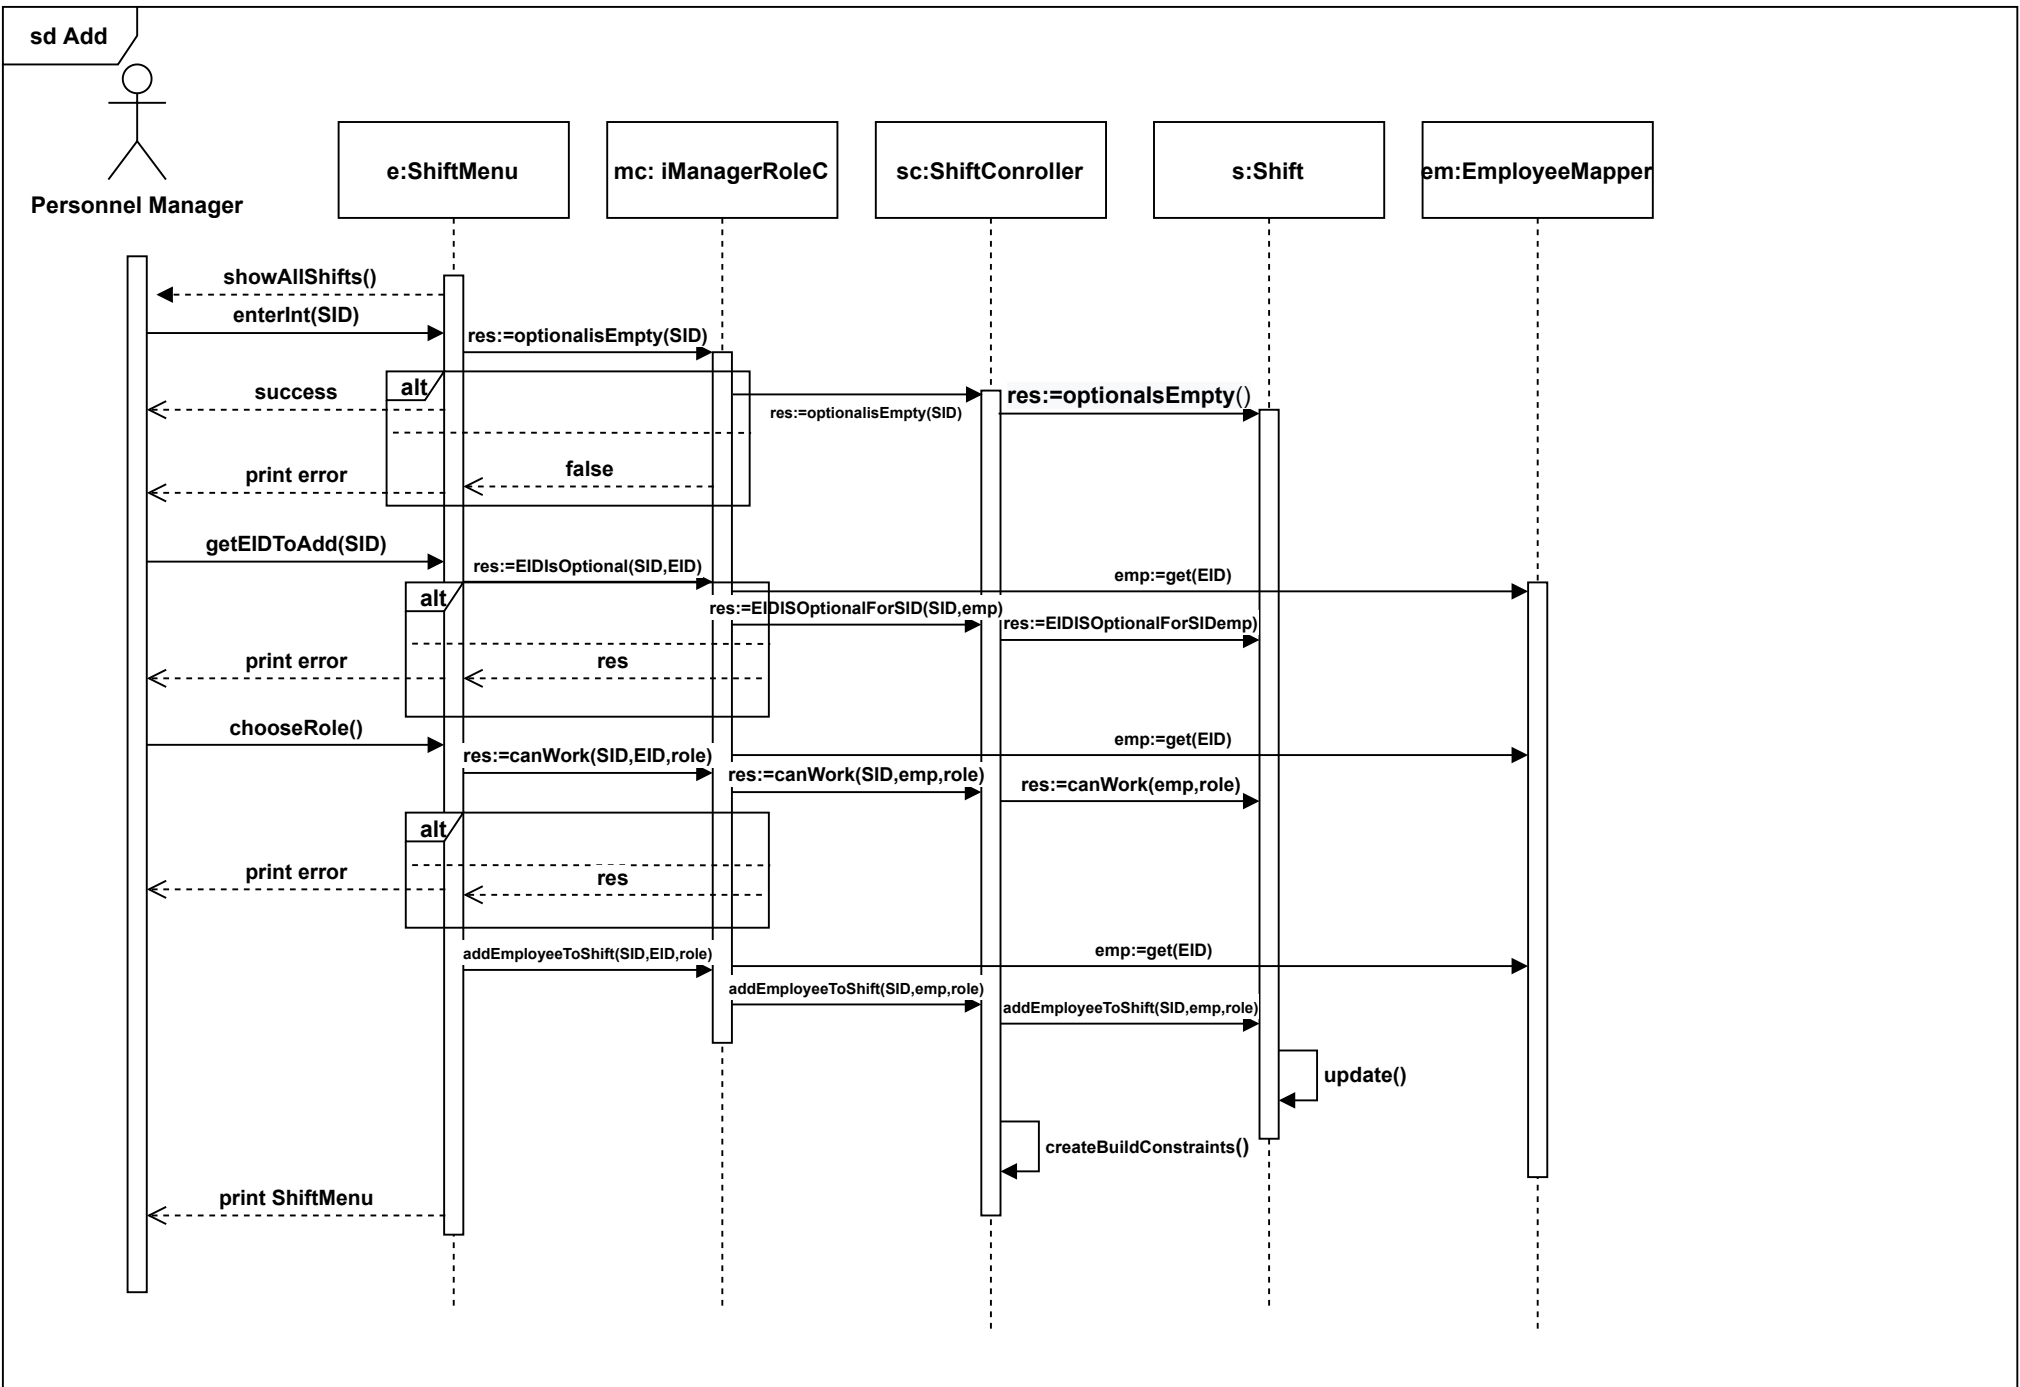 sd Add
Personnel Manager
e:ShiftMenu
mc: iManagerRoleC
sc:ShiftConroller
s:Shift
em:EmployeeMapper
showAllShifts()
enterInt(SID)
res:=optionalisEmpty(SID)
alt
success
res:=optionalisEmpty(SID)
res:=optionalsEmpty()
false
print error
getEIDToAdd(SID)
res:=EIDIsOptional(SID,EID)
emp:=get(EID)
alt
res:=EIDISOptionalForSID(SID,emp)
res:=EIDISOptionalForSIDemp)
print error
res
chooseRole()
emp:=get(EID)
res:=canWork(SID,EID,role)
res:=canWork(SID,emp,role)
res:=canWork(emp,role)
alt
print error
res
addEmployeeToShift(SID,EID,role)
emp:=get(EID)
addEmployeeToShift(SID,emp,role)
addEmployeeToShift(SID,emp,role)
update()
createBuildConstraints()
print ShiftMenu